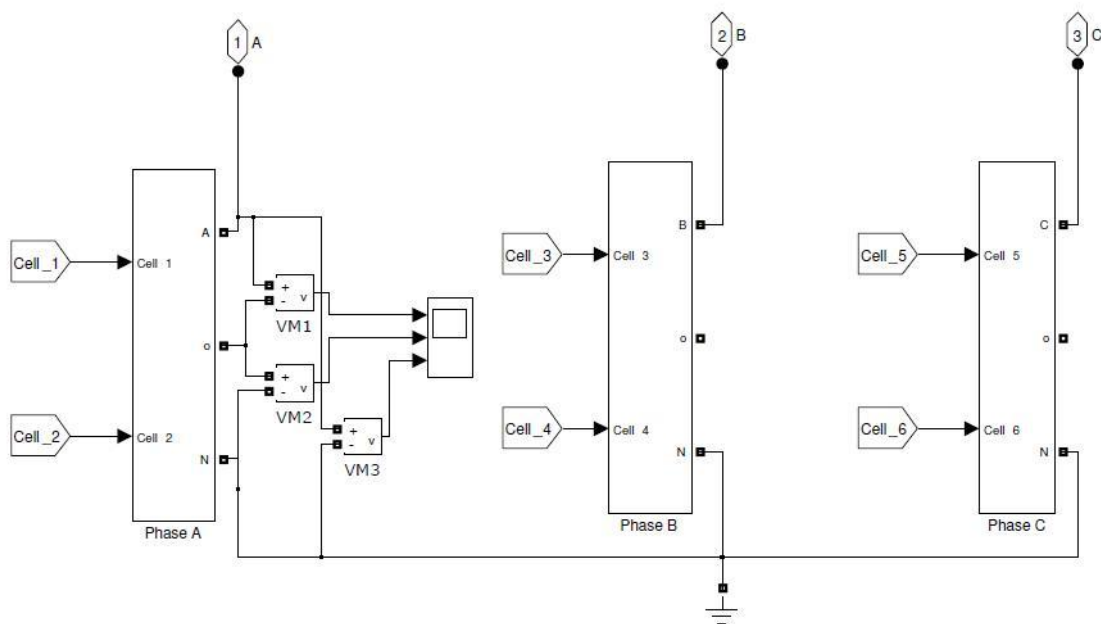 1 A
2 B
3 C
A
B
C
Cell_1
Cell 1
Cell_3
Cell 3
Cell_5
Cell 5
+
-
v
VM1
o
o
o
+
-
v
VM2
Cell_2
Cell 2
+
-
v
VM3
Cell_4
Cell 4
Cell_6
Cell 6
N
N
N
Phase A
Phase B
Phase C